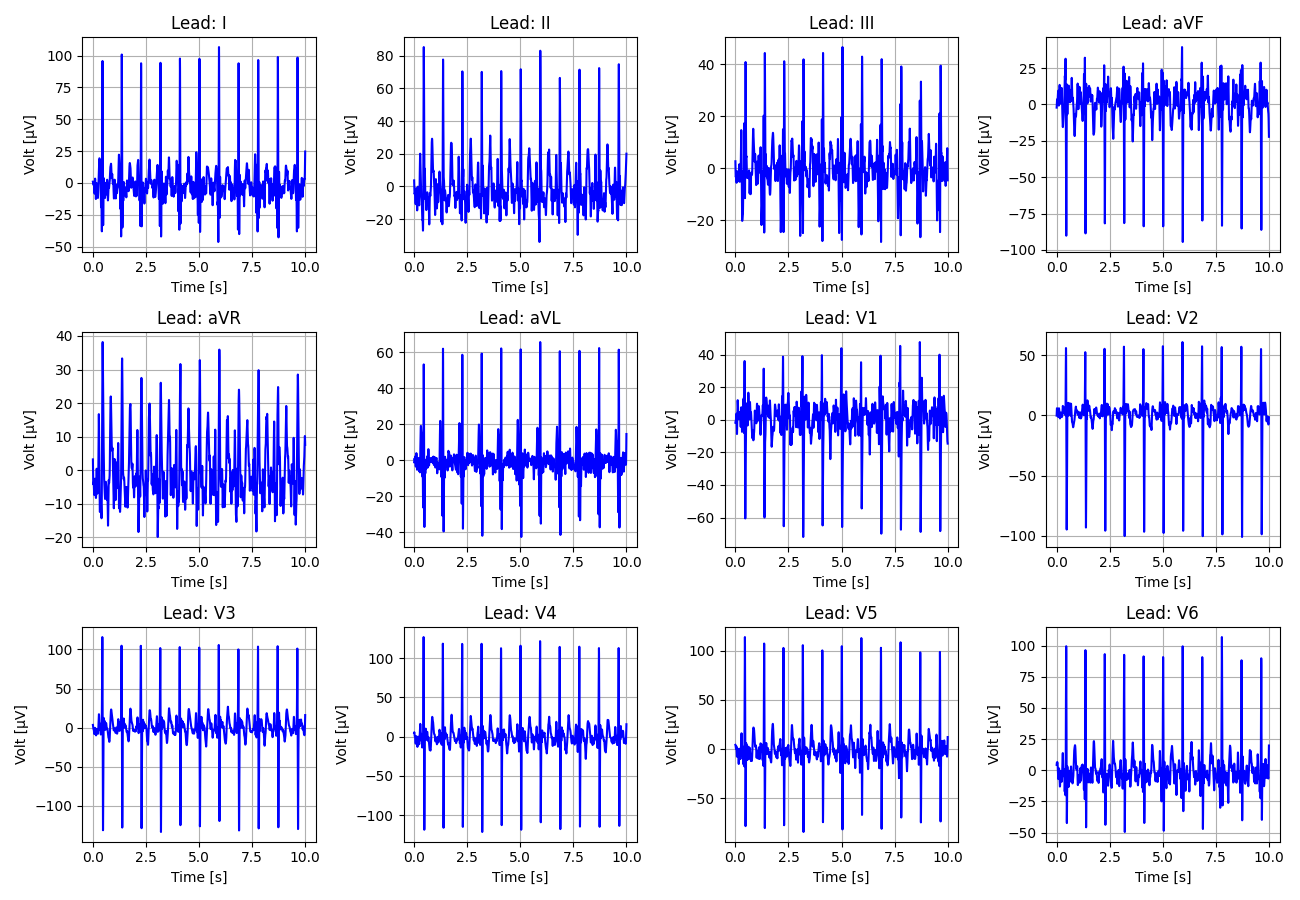 Lead: I
Lead: II
Lead: III
Lead: aVF
Volt [µV]
100
75
50
25
0
−25
−50
0.0 2.5 5.0 7.5 10.0
Time [s]
Volt [µV]
80
60
40
20
0
−20
0.0 2.5 5.0 7.5 10.0
Time [s]
Volt [µV]
40
20
0
−20
0.0 2.5 5.0 7.5 10.0
Time [s]
Volt [µV]
25
0
−25
−50
−75
−100
0.0 2.5 5.0 7.5 10.0
Time [s]
Lead: aVR
Lead: aVL
Lead: V1
Lead: V2
Volt [µV]
40
30
20
10
0
−10
−20
0.0 2.5 5.0 7.5 10.0
Time [s]
Volt [µV]
60
40
20
0
−20
−40
0.0 2.5 5.0 7.5 10.0
Time [s]
Volt [µV]
40
20
0
−20
−40
−60
0.0 2.5 5.0 7.5 10.0
Time [s]
Volt [µV]
50
0
−50
−100
0.0 2.5 5.0 7.5 10.0
Time [s]
Lead: V3
Lead: V4
Lead: V5
Lead: V6
Volt [µV]
100
50
0
−50
−100
0.0 2.5 5.0 7.5 10.0
Time [s]
Volt [µV]
100
50
0
−50
−100
0.0 2.5 5.0 7.5 10.0
Time [s]
Volt [µV]
100
50
0
−50
0.0 2.5 5.0 7.5 10.0
Time [s]
Volt [µV]
100
75
50
25
0
−25
−50
0.0 2.5 5.0 7.5 10.0
Time [s]